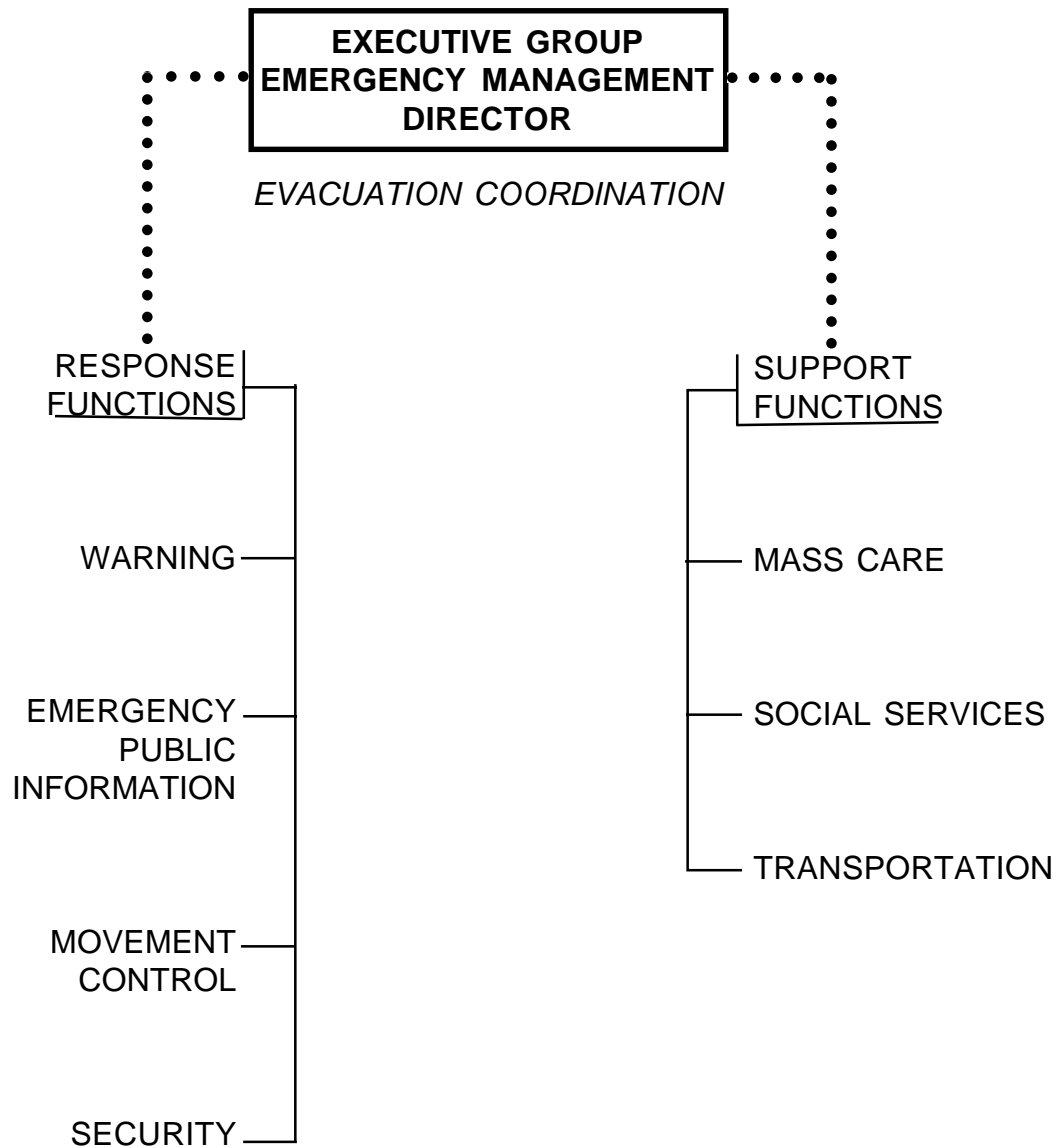 EXECUTIVE GROUP
EMERGENCY MANAGEMENT
DIRECTOR
EVACUATION COORDINATION
RESPONSE
FUNCTIONS
WARNING
EMERGENCY
PUBLIC
INFORMATION
MOVEMENT
CONTROL
SECURITY
SUPPORT
FUNCTIONS
MASS CARE
SOCIAL SERVICES
TRANSPORTATION